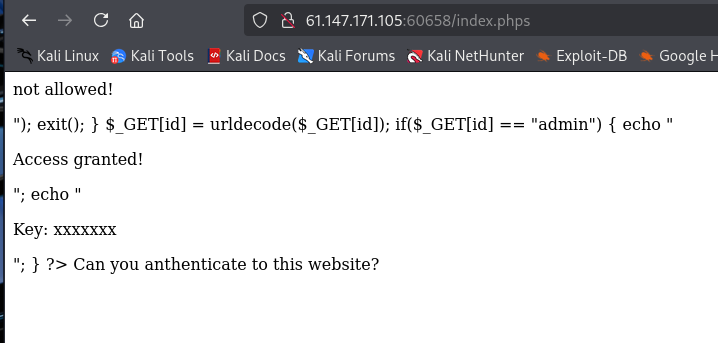 61.147.171.105:60658/index.phps
Kali Linux Kali Tools Kali Docs Kali Forums Kali NetHunter Exploit-DB Google H
not allowed!
"); exit(); } $_GET[id] = urldecode($_GET[id]); if($_GET[id] == "admin") { echo "
Access granted!
"; echo "
Key: xxxxxxx
"; } ?> Can you anthenticate to this website?